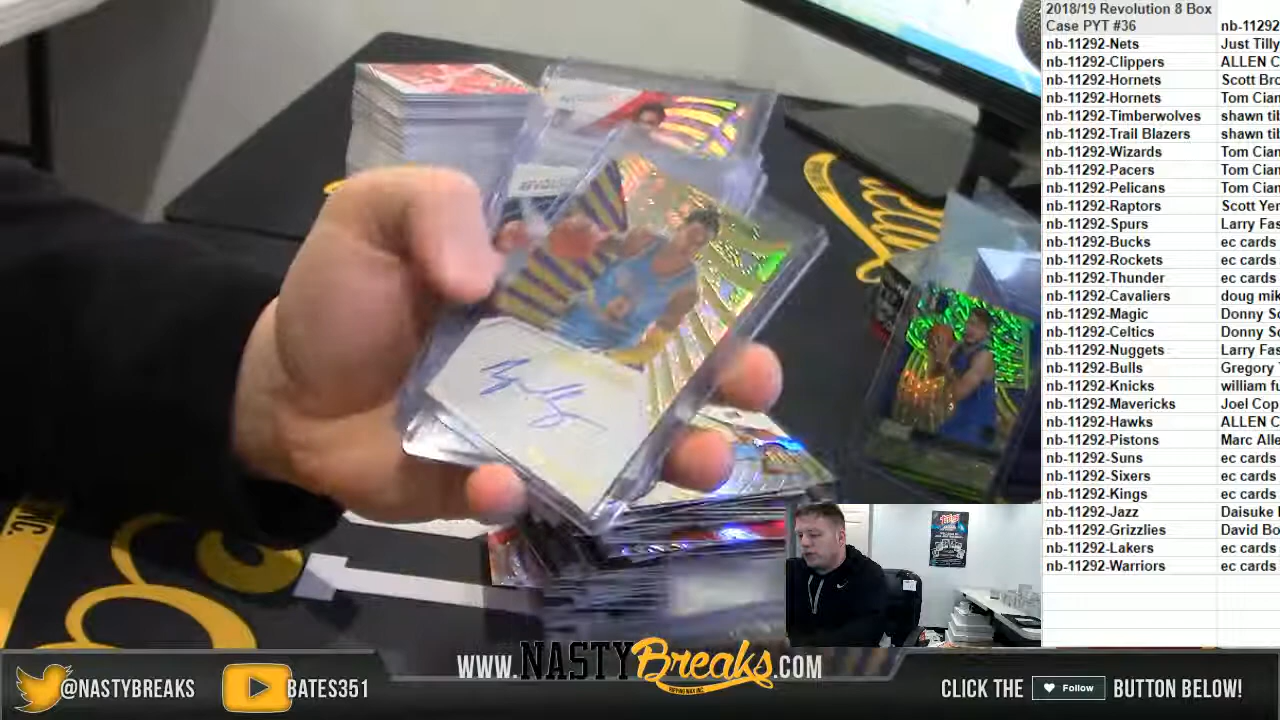 2018/19 Revolution 8 Box
Case PYT #36 nb-11292
nb-11292-Nets Just Tilly
nb-11292-Clippers ALLEN C
nb-11292-Hornets Scott Bro
nb-11292-Hornets Tom Cian
nb-11292-Timberwolves shawn tib
nb-11292-Trail Blazers shawn tib
nb-11292-Wizards Tom Cian
nb-11292-Pacers Tom Cian
nb-11292-Pelicans Tom Cian
nb-11292-Raptors Scott Yer
nb-11292-Spurs Larry Fas
nb-11292-Bucks ec cards
nb-11292-Rockets ec cards
nb-11292-Thunder ec cards
nb-11292-Cavaliers doug mik
nb-11292-Magic Donny Sc
nb-11292-Celtics Donny Sc
nb-11292-Nuggets Larry Fas
nb-11292-Bulls Gregory
nb-11292-Knicks william fu
nb-11292-Mavericks Joel Cop
nb-11292-Hawks ALLEN C
nb-11292-Pistons Marc Alle
nb-11292-Suns ec cards
nb-11292-Sixers ec cards
nb-11292-Kings ec cards
nb-11292-Jazz Daisuke
nb-11292-Grizzlies David Bo
nb-11292-Lakers ec cards
nb-11292-Warriors ec cards
@NASTYBREAKS
BATES351
WWW.NASTYBreaks.COM
CLICK THE Follow BUTTON BELOW!